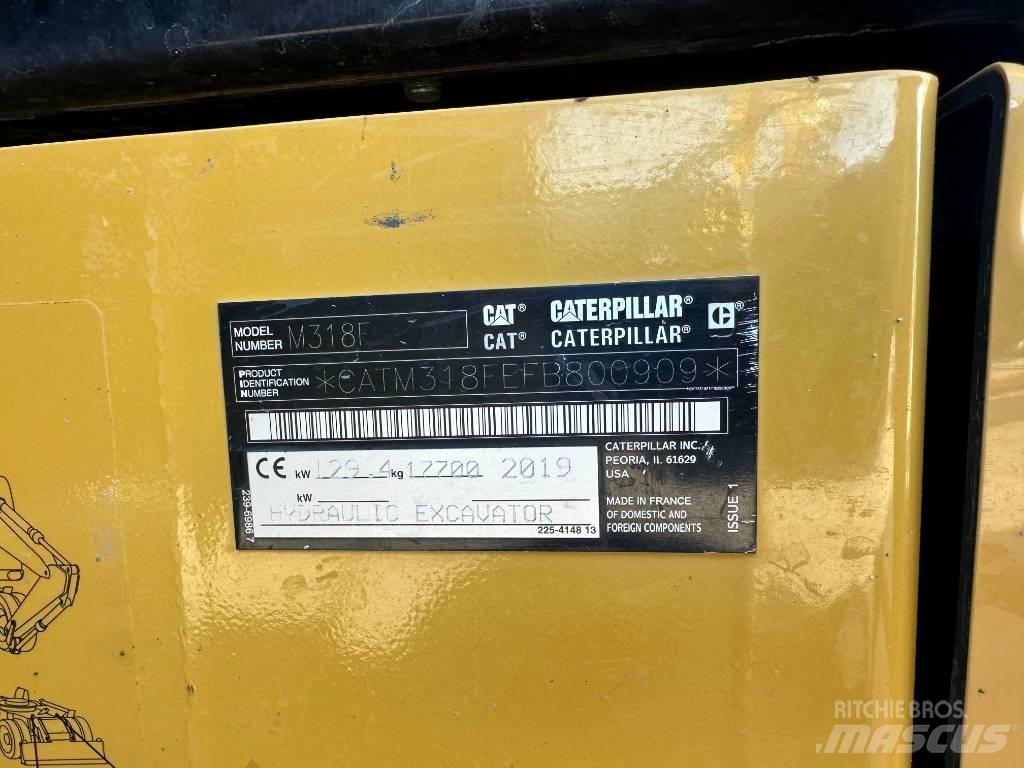 MODEL NUMBER M318F
CAT® CATERPILLAR® ®
CAT® CATERPILLAR®
PRODUCT IDENTIFICATION NUMBER *CATM318FEFB800909*
CE kW 129.4 kg 17700 2019
kW
HYDRAULIC EXCAVATOR
225-4148 13
239-6986 7
CATERPILLAR INC.
PEORIA, IL 61629
USA
MADE IN FRANCE
OF DOMESTIC AND
FOREIGN COMPONENTS
ISSUE 1
RITCHIE BROS.
MASCUS